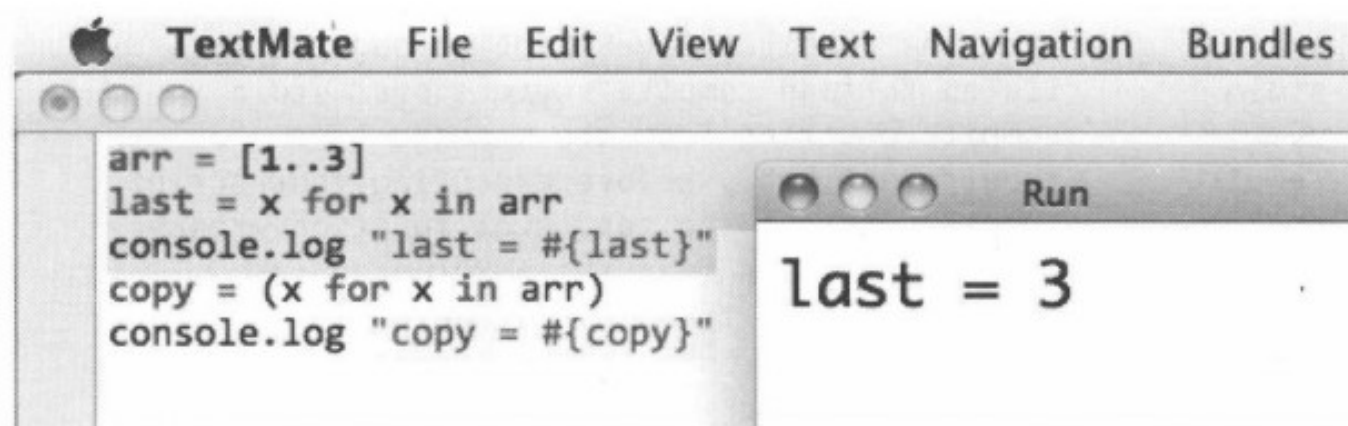 TextMate File Edit View Text Navigation Bundles
arr = [1..3]
last = x for x in arr
console.log "last = #{last}"
copy = (x for x in arr)
console.log "copy = #{copy}"
Run
last = 3